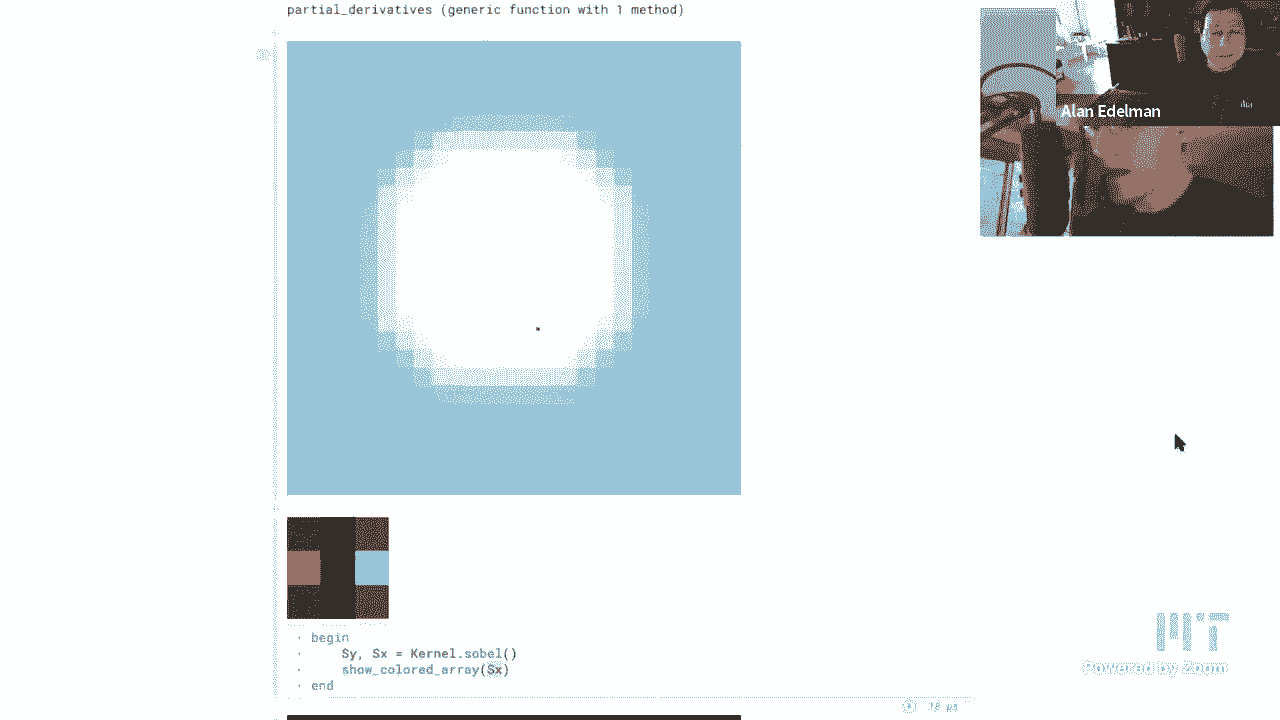 partial_derivatives (generic function with 1 method)
Alan Edelman
begin
Sy, Sx = Kernel.sobel()
show_colored_array(Sx)
end
MIT
Powered by Zoom